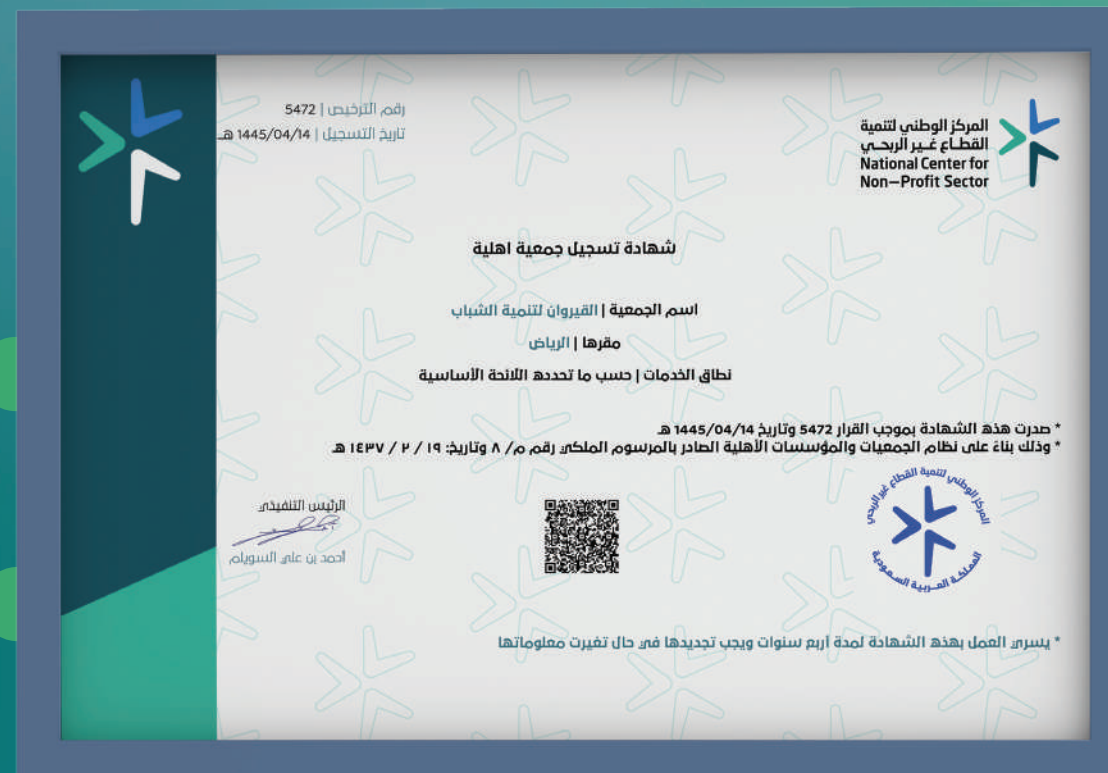 رقم الترخيص | 5472
تاريخ التسجيل | 1445/04/14 هـ
المركز الوطني لتنمية
القطاع غير الربحي
National Center for
Non-Profit Sector
شهادة تسجيل جمعية اهلية
اسم الجمعية | القيروان لتنمية الشباب
مقرها | الرياض
نطاق الخدمات | حسب ما تحدده اللائحة الأساسية
* صدرت هذه الشهادة بموجب القرار 5472 وتاريخ 1445/04/14 هـ
* وذلك بناءً على نظام الجمعيات والمؤسسات الأهلية الصادر بالمرسوم الملكي رقم م/ ٨ وتاريخ: ١٩ / ٢ / ١٤٣٧ هـ
المركز الوطني لتنمية القطاع غير الربحي
المملكة العربية السعودية
الرئيس التنفيذي
أحمد بن علي السويلم
* يسري العمل بهذه الشهادة لمدة أربع سنوات ويجب تجديدها في حال تغيرت معلوماتها